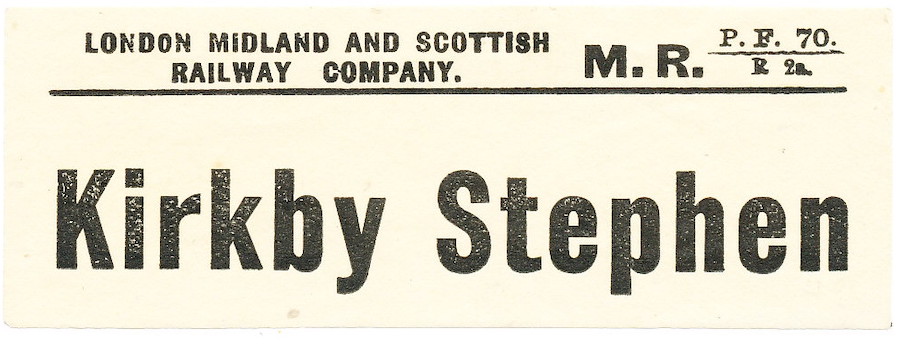 LONDON MIDLAND AND SCOTTISH
RAILWAY COMPANY.
M. R.
P. F. 70.
R 2a.
Kirkby Stephen